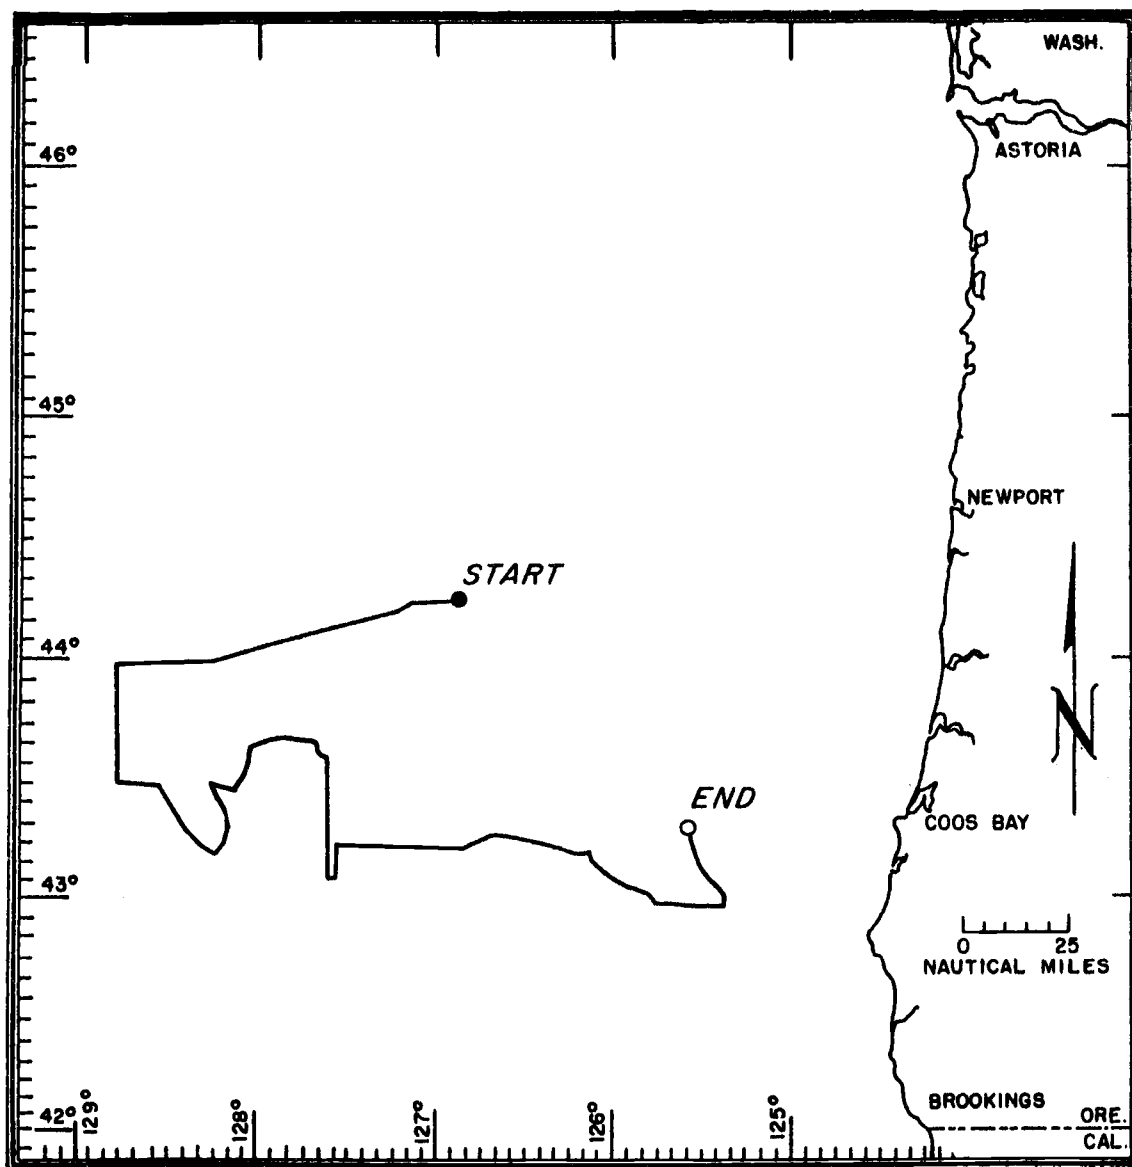 WASH.
46°
ASTORIA
45°
NEWPORT
START
44°
N
END
COOS BAY
43°
0 25
NAUTICAL MILES
BROOKINGS
42°
ORE.
CAL.
129°
128°
127°
126°
125°